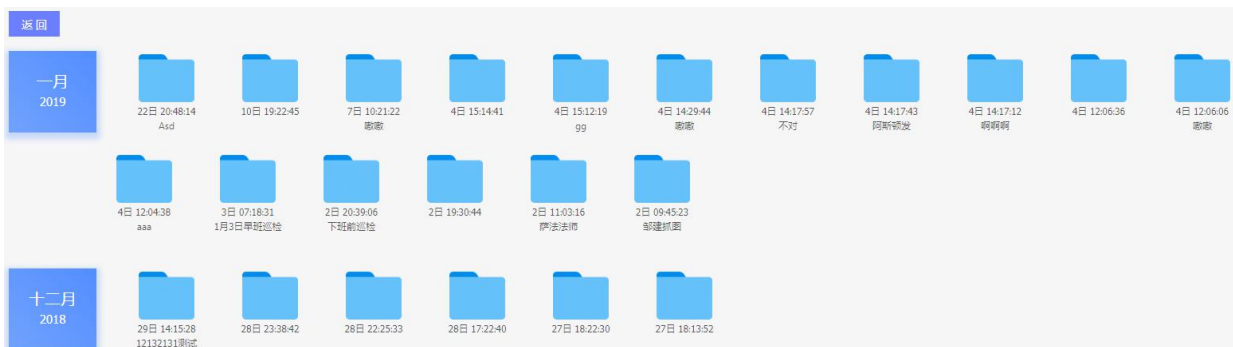 返回
一月
2019
22日 20:48:14
Asd
10日 19:22:45
7日 10:21:22
嗷嗷
4日 15:14:41
4日 15:12:19
gg
4日 14:29:44
嗷嗷
4日 14:17:57
不对
4日 14:17:43
阿斯顿发
4日 14:17:12
啊啊啊
4日 12:06:36
4日 12:06:06
嗷嗷
4日 12:04:38
aaa
3日 07:18:31
1月3日早班巡检
2日 20:39:06
下班前巡检
2日 19:30:44
2日 11:03:16
萨法法师
2日 09:45:23
邹建抓图
十二月
2018
29日 14:15:28
12132131测试
28日 23:38:42
28日 22:25:33
28日 17:22:40
27日 18:22:30
27日 18:13:52